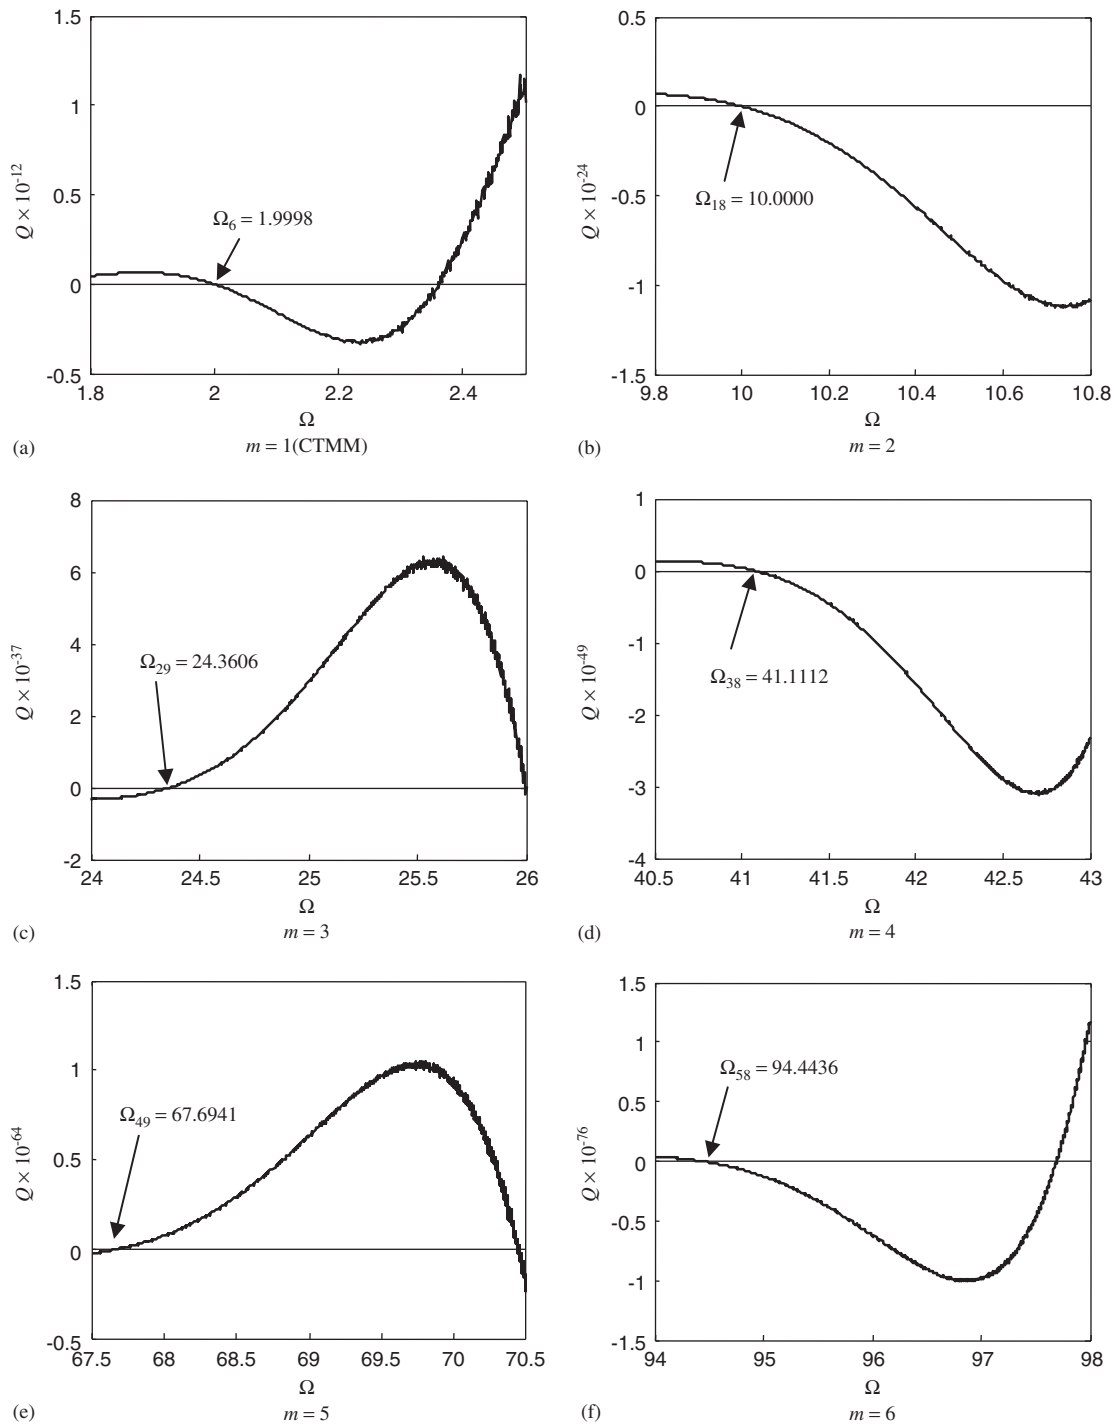 1.5
1
0.5
0
-0.5
Q × 10⁻¹²
Ω₆ = 1.9998
1.8 2 2.2 2.4
Ω
(a) m = 1(CTMM)
0.5
0
-0.5
-1
-1.5
Q × 10⁻²⁴
Ω₁₈ = 10.0000
9.8 10 10.2 10.4 10.6 10.8
Ω
(b) m = 2
8
6
4
2
0
-2
Q × 10⁻³⁷
Ω₂₉ = 24.3606
24 24.5 25 25.5 26
Ω
(c) m = 3
1
0
-1
-2
-3
-4
Q × 10⁻⁴⁹
Ω₃₈ = 41.1112
40.5 41 41.5 42 42.5 43
Ω
(d) m = 4
1.5
1
0.5
0
-0.5
Q × 10⁻⁶⁴
Ω₄₉ = 67.6941
67.5 68 68.5 69 69.5 70 70.5
Ω
(e) m = 5
1.5
1
0.5
0
-0.5
-1
-1.5
Q × 10⁻⁷⁶
Ω₅₈ = 94.4436
94 95 96 97 98
Ω
(f) m = 6